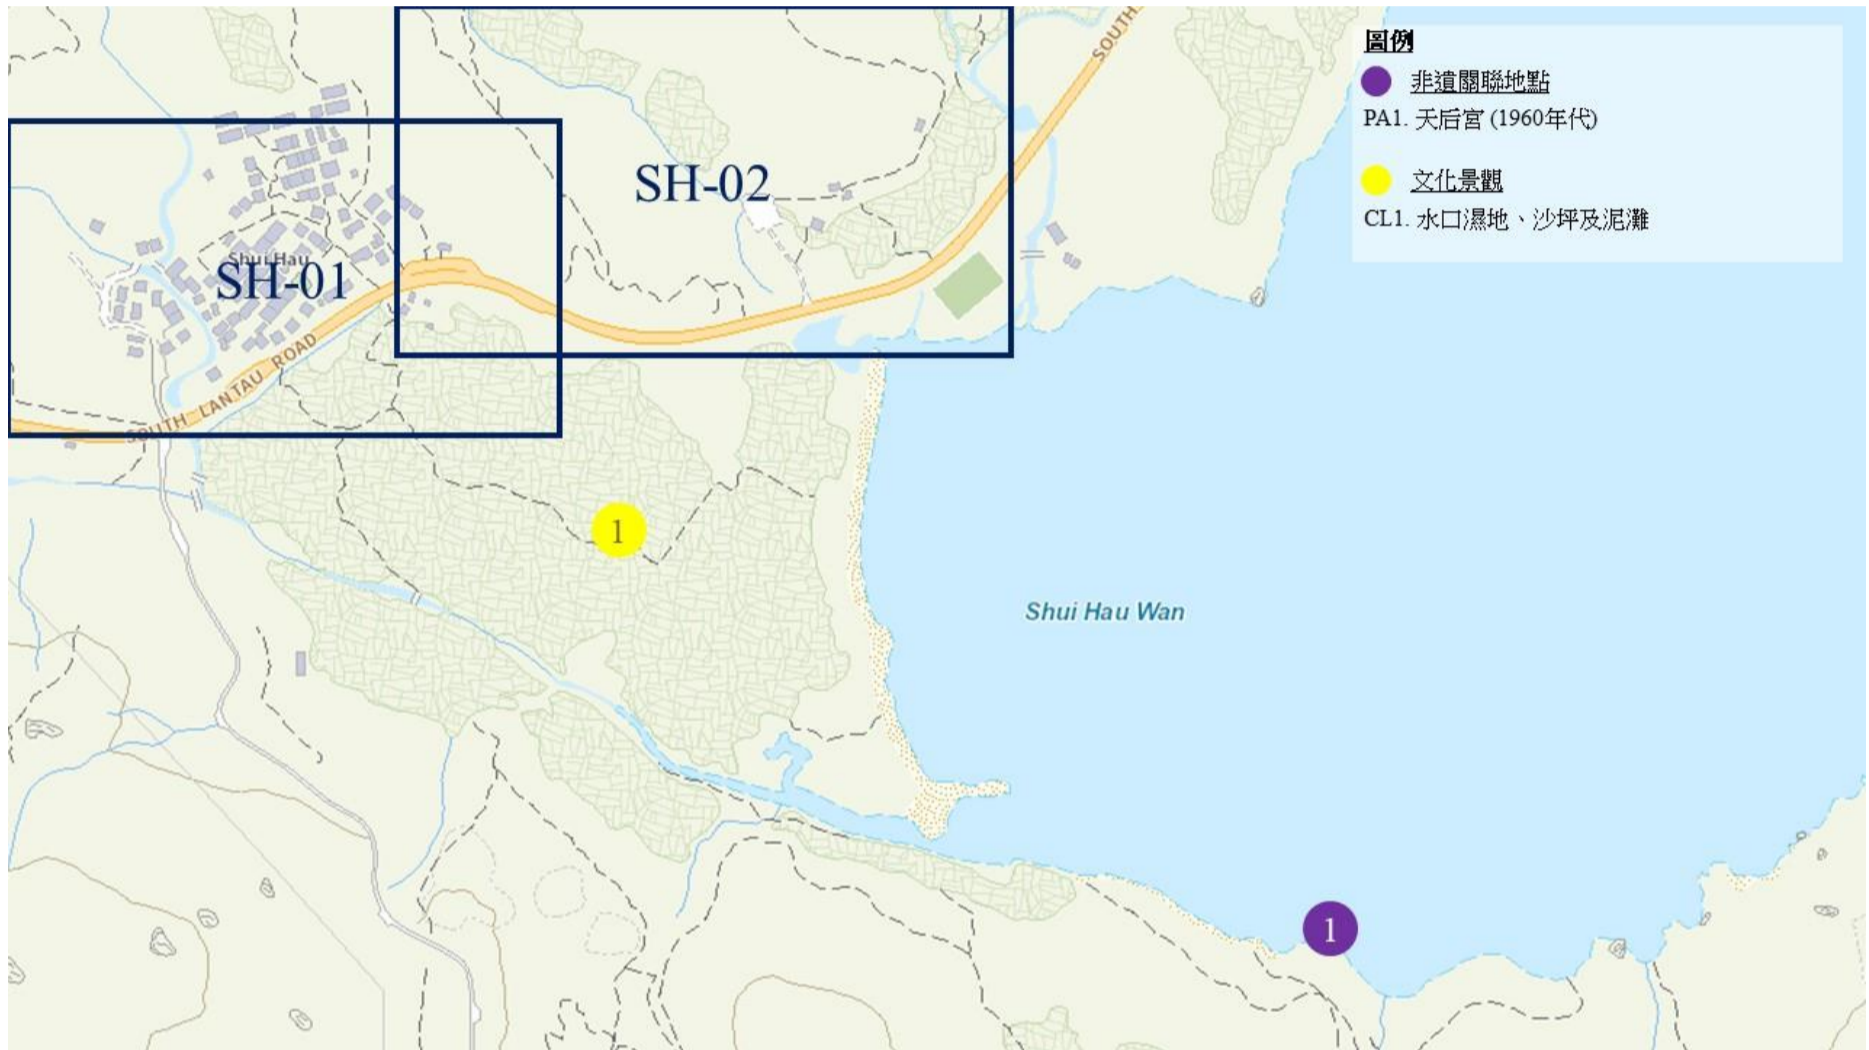 圖例
非遺關聯地點
PA1. 天后宮 (1960年代)
文化景觀
CL1. 水口濕地、沙坪及泥灘
SOUTH
SH-02
Shui Hau
SH-01
SOUTH LANTAU ROAD
1
Shui Hau Wan
1